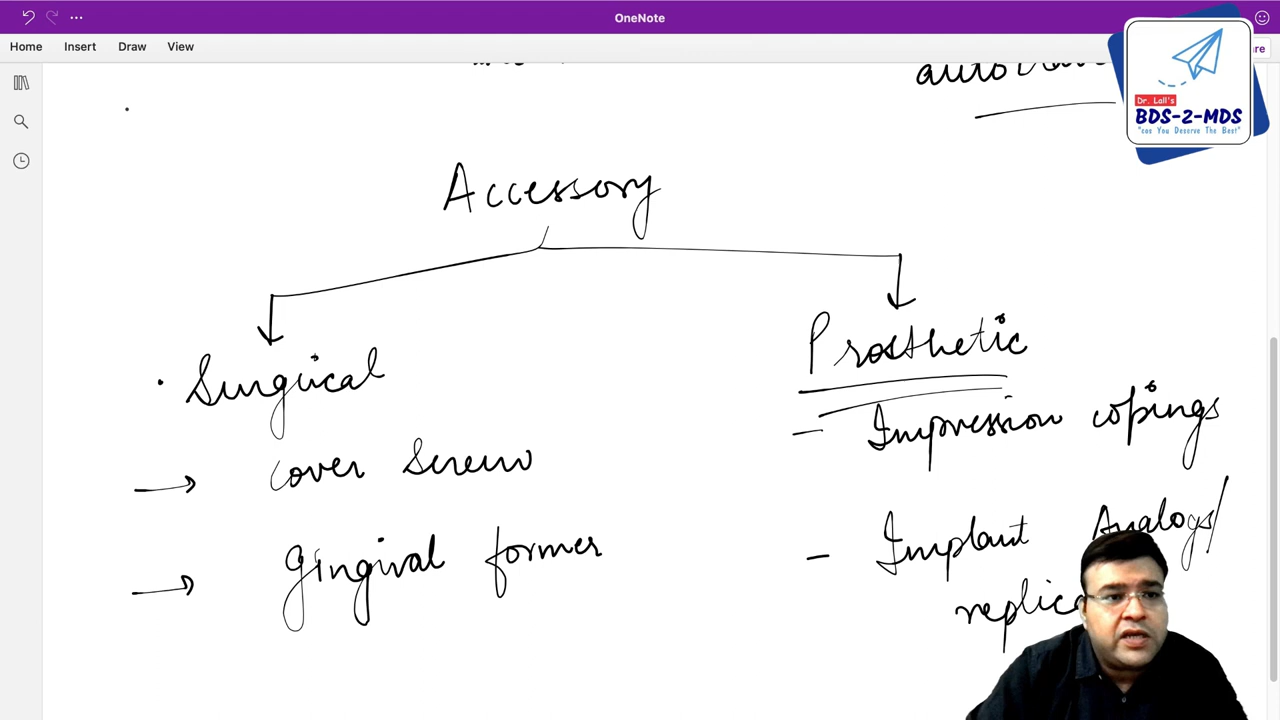 OneNote
Home Insert Draw View
Dr. Lall's
BDS-2-MDS
"cos You Deserve The Best"
Accessory
Surgical
→ cover screw
→ gingival former
Prosthetic
- Impression copings
- Implant Analogs/